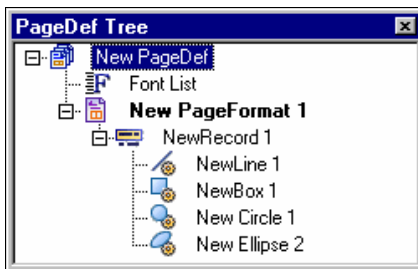 PageDef Tree
New PageDef
Font List
New PageFormat 1
NewRecord 1
NewLine 1
NewBox 1
New Circle 1
New Ellipse 2